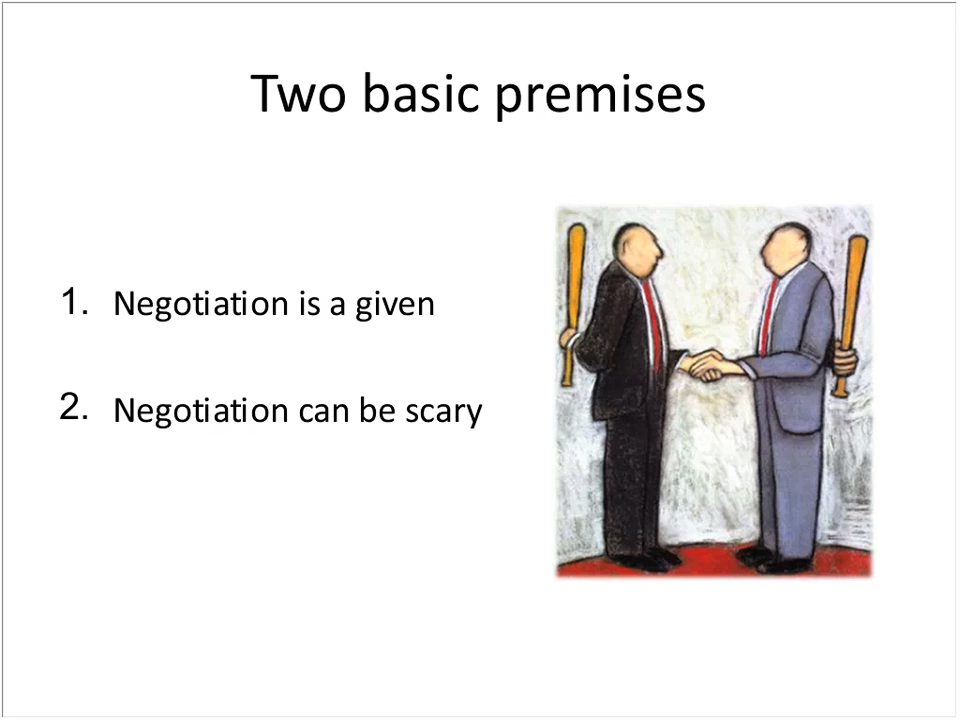 Two basic premises
1. Negotiation is a given
2. Negotiation can be scary